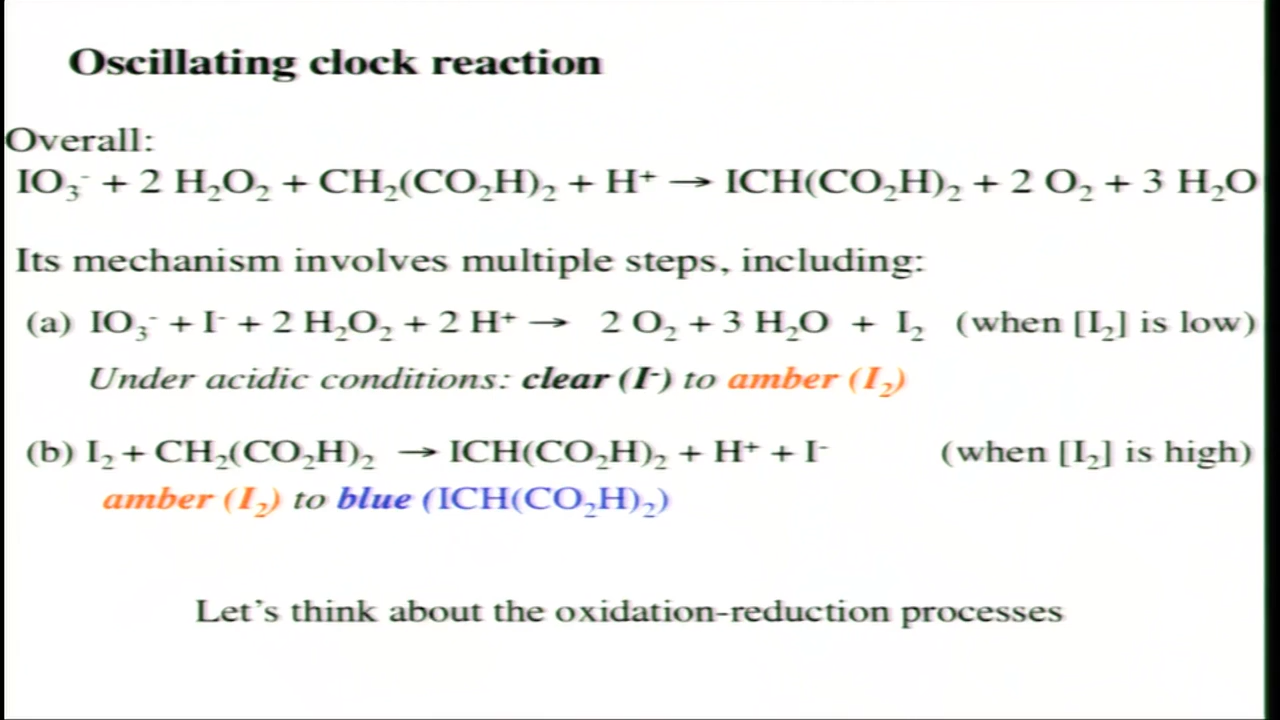 Oscillating clock reaction
Overall:
IO₃⁻ + 2 H₂O₂ + CH₂(CO₂H)₂ + H⁺ → ICH(CO₂H)₂ + 2 O₂ + 3 H₂O
Its mechanism involves multiple steps, including:
(a) IO₃⁻ + I⁻ + 2 H₂O₂ + 2 H⁺ → 2 O₂ + 3 H₂O + I₂ (when [I₂] is low)
Under acidic conditions: clear (I⁻) to amber (I₂)
(b) I₂ + CH₂(CO₂H)₂ → ICH(CO₂H)₂ + H⁺ + I⁻ (when [I₂] is high)
amber (I₂) to blue (ICH(CO₂H)₂)
Let's think about the oxidation-reduction processes